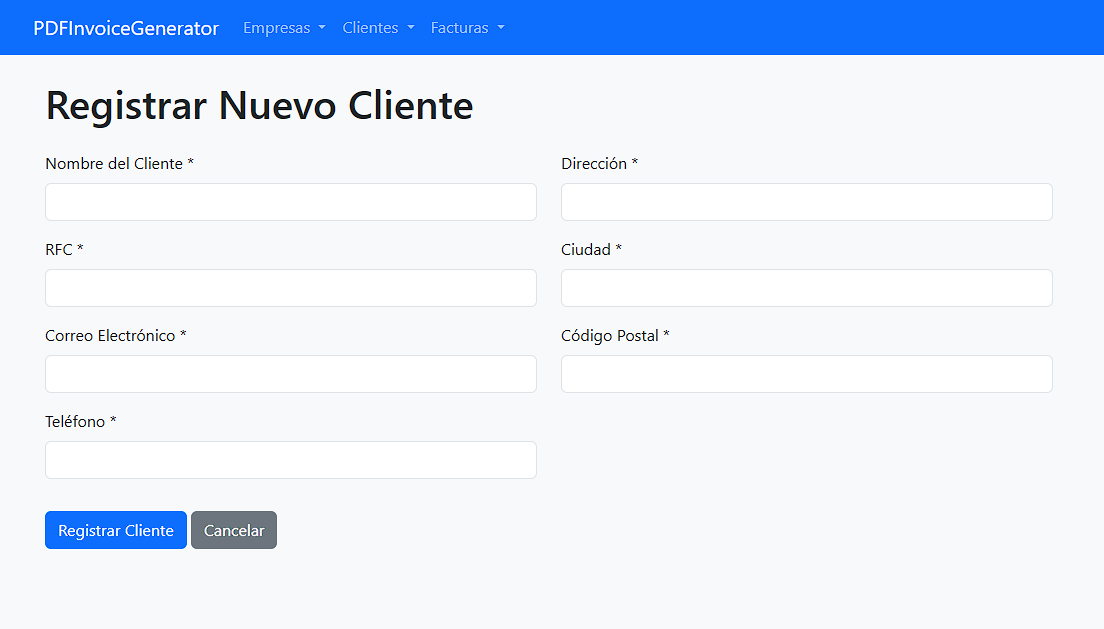 PDFInvoiceGenerator Empresas Clientes Facturas
Registrar Nuevo Cliente
Nombre del Cliente *
Dirección *
RFC *
Ciudad *
Correo Electrónico *
Código Postal *
Teléfono *
Registrar Cliente Cancelar